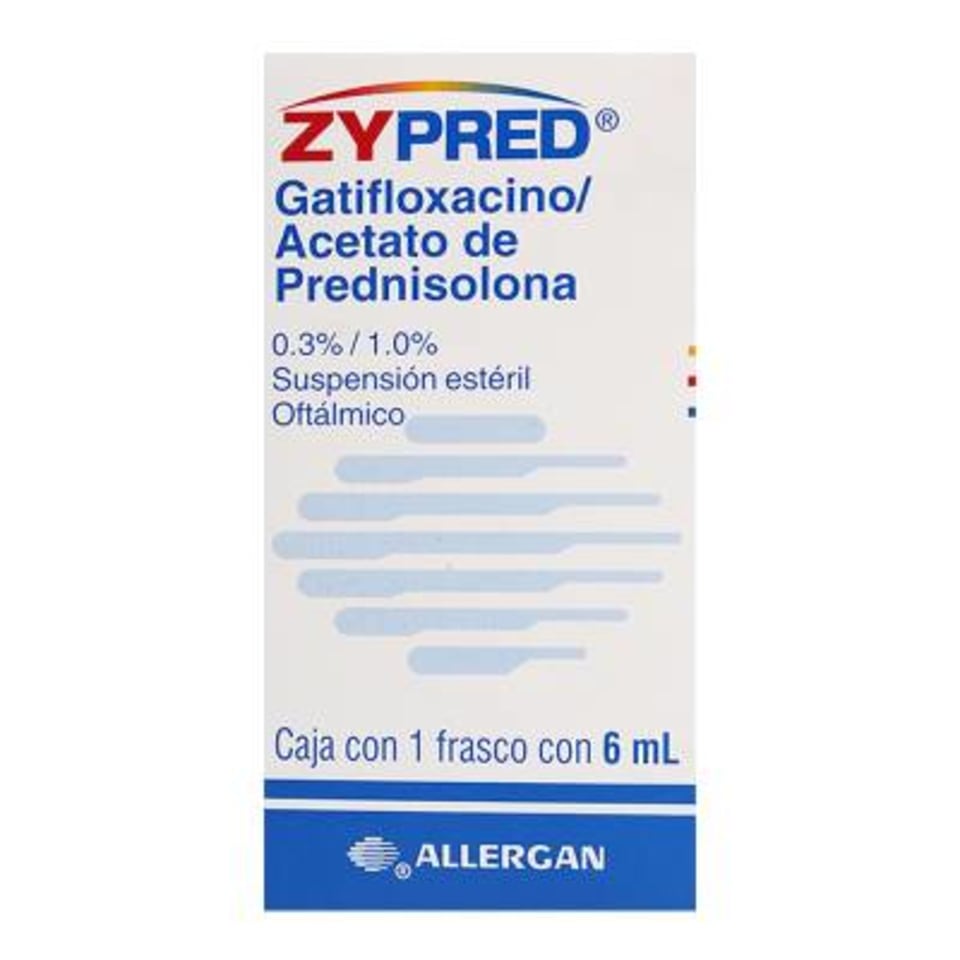 ZYPRED®
Gatifloxacino/
Acetato de
Prednisolona
0.3% / 1.0%
Suspensión estéril
Oftálmico
Caja con 1 frasco con 6 mL
® ALLERGAN